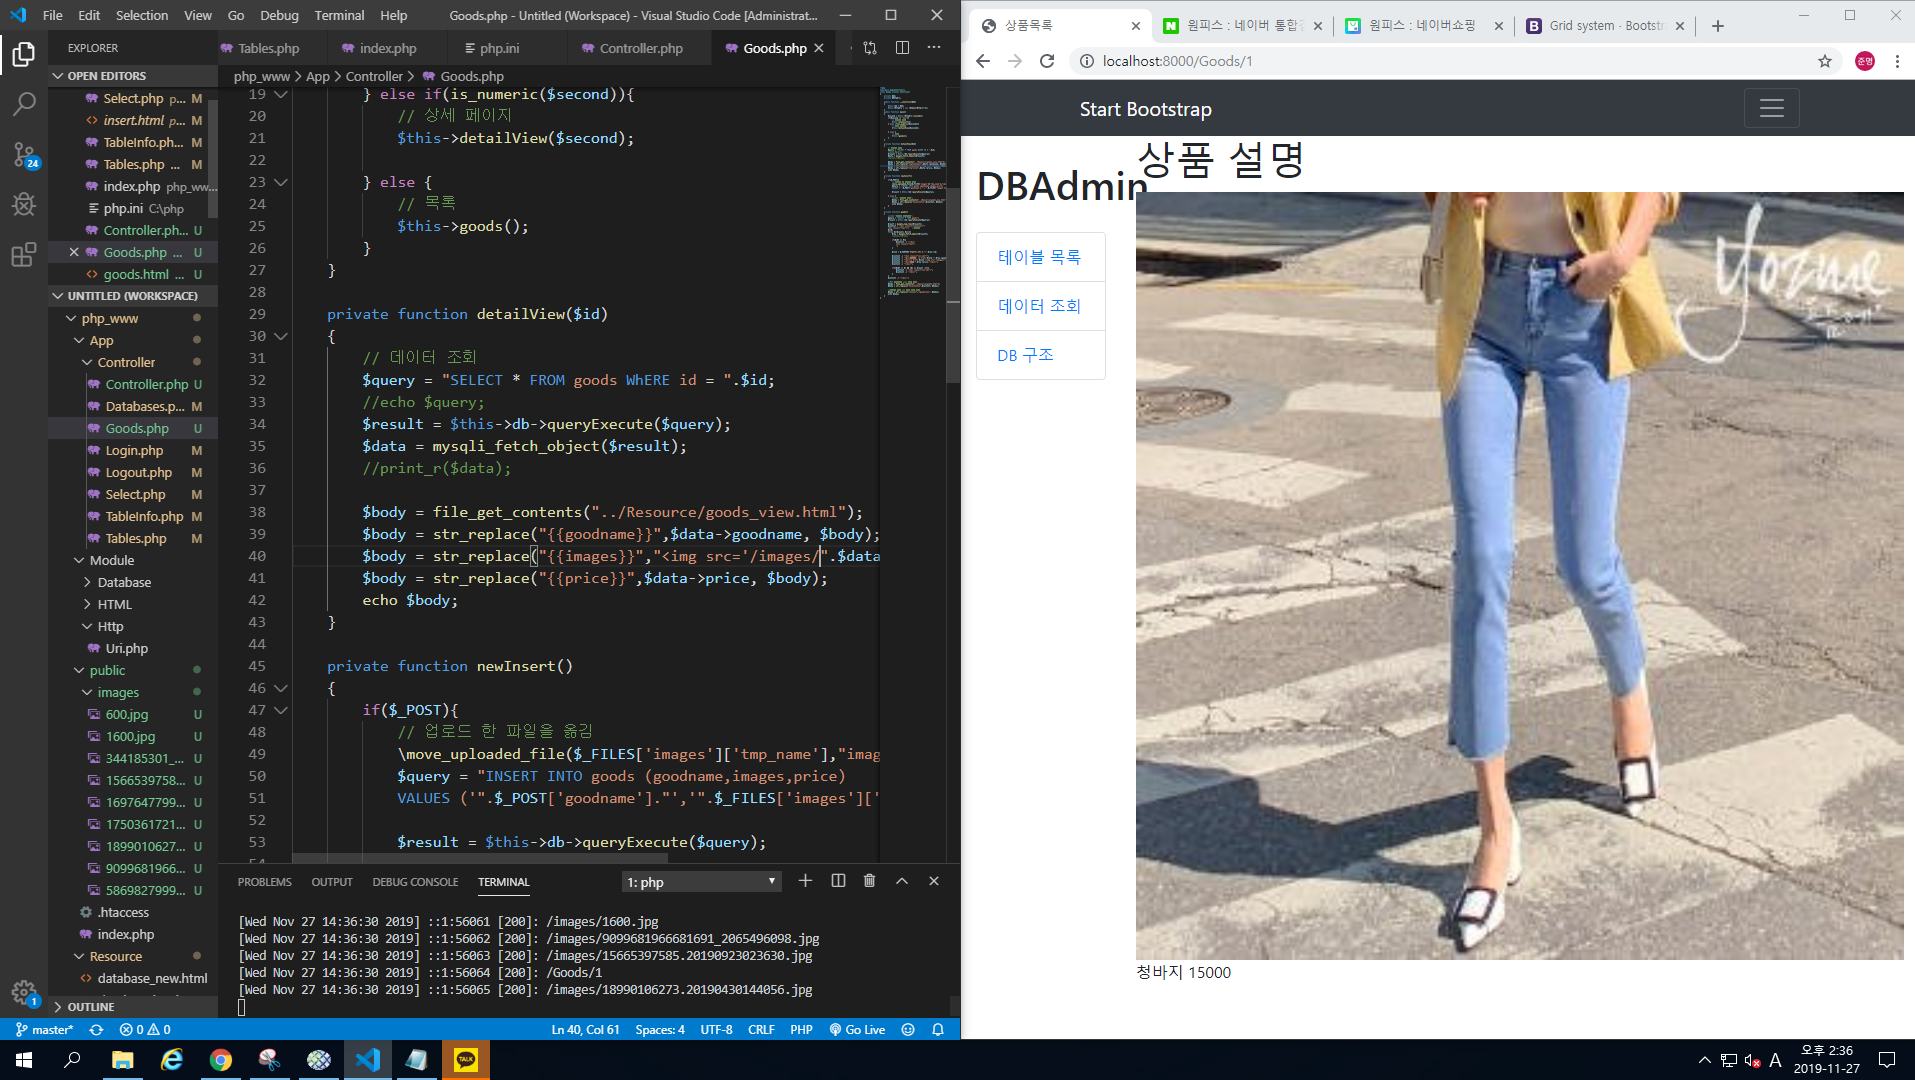 File Edit Selection View Go Debug Terminal Help Goods.php - Untitled (Workspace) - Visual Studio Code [Administrat...
EXPLORER
OPEN EDITORS
Select.php p... M
insert.html p... M
TableInfo.ph... M
Tables.php ... M
index.php php_ww...
php.ini C:\php
Controller.ph... U
Goods.php ... U
goods.html ... U
UNTITLED (WORKSPACE)
php_www
App
Controller
Controller.php U
Databases.p... M
Goods.php U
Login.php M
Logout.php M
Select.php M
TableInfo.php M
Tables.php M
Module
Database
HTML
Http
Uri.php
public
images
600.jpg U
1600.jpg U
344185301_... U
1566539758... U
1697647799... U
1750361721... U
1899010627... U
9099681966... U
5869827999... U
.htaccess
index.php
Resource
database_new.html
OUTLINE
24
1
Tables.php index.php php.ini Controller.php Goods.php
php_www > App > Controller > Goods.php
19 } else if(is_numeric($second)){
20 // 상세 페이지
21 $this->detailView($second);
22
23 } else {
24 // 목록
25 $this->goods();
26 }
27 }
28
29 private function detailView($id)
30 {
31 // 데이터 조회
32 $query = "SELECT * FROM goods WhERE id = ".$id;
33 //echo $query;
34 $result = $this->db->queryExecute($query);
35 $data = mysqli_fetch_object($result);
36 //print_r($data);
37
38 $body = file_get_contents("../Resource/goods_view.html");
39 $body = str_replace("{{goodname}}",$data->goodname, $body);
40 $body = str_replace("{{images}}","<img src='/images/".$data
41 $body = str_replace("{{price}}",$data->price, $body);
42 echo $body;
43 }
44
45 private function newInsert()
46 {
47 if($_POST){
48 // 업로드 한 파일을 옮김
49 \move_uploaded_file($_FILES['images']['tmp_name'],"imag
50 $query = "INSERT INTO goods (goodname,images,price)
51 VALUES ('".$_POST['goodname']."','".$_FILES['images']['
52
53 $result = $this->db->queryExecute($query);
PROBLEMS OUTPUT DEBUG CONSOLE TERMINAL 1: php
[Wed Nov 27 14:36:30 2019] ::1:56061 [200]: /images/1600.jpg
[Wed Nov 27 14:36:30 2019] ::1:56062 [200]: /images/9099681966681691_2065496098.jpg
[Wed Nov 27 14:36:30 2019] ::1:56063 [200]: /images/15665397585.20190923023630.jpg
[Wed Nov 27 14:36:30 2019] ::1:56064 [200]: /Goods/1
[Wed Nov 27 14:36:30 2019] ::1:56065 [200]: /images/18990106273.20190430144056.jpg
master* 0 0 Ln 40, Col 61 Spaces: 4 UTF-8 CRLF PHP Go Live
상품목록 원피스 : 네이버 통합검 원피스 : 네이버쇼핑 Grid system · Bootstr
localhost:8000/Goods/1
준명
Start Bootstrap
DBAdmin
테이블 목록
데이터 조회
DB 구조
상품 설명
yozme
청바지 15000
TALK
A
오후 2:36
2019-11-27